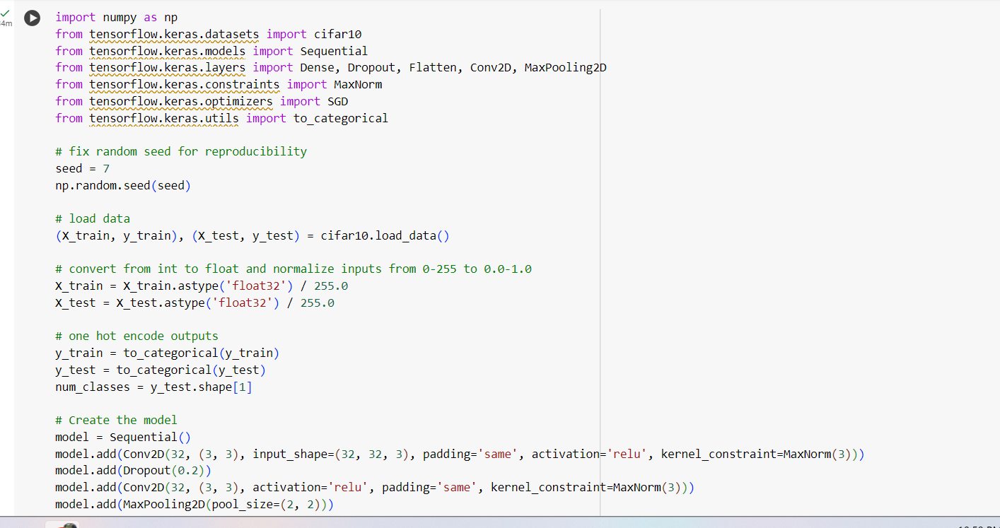 import numpy as np
from tensorflow.keras.datasets import cifar10
from tensorflow.keras.models import Sequential
from tensorflow.keras.layers import Dense, Dropout, Flatten, Conv2D, MaxPooling2D
from tensorflow.keras.constraints import MaxNorm
from tensorflow.keras.optimizers import SGD
from tensorflow.keras.utils import to_categorical
# fix random seed for reproducibility
seed = 7
np.random.seed(seed)
# load data
(X_train, y_train), (X_test, y_test) = cifar10.load_data()
# convert from int to float and normalize inputs from 0-255 to 0.0-1.0
X_train = X_train.astype('float32') / 255.0
X_test = X_test.astype('float32') / 255.0
# one hot encode outputs
y_train = to_categorical(y_train)
y_test = to_categorical(y_test)
num_classes = y_test.shape[1]
# Create the model
model = Sequential()
model.add(Conv2D(32, (3, 3), input_shape=(32, 32, 3), padding='same', activation='relu', kernel_constraint=MaxNorm(3)))
model.add(Dropout(0.2))
model.add(Conv2D(32, (3, 3), activation='relu', padding='same', kernel_constraint=MaxNorm(3)))
model.add(MaxPooling2D(pool_size=(2, 2)))